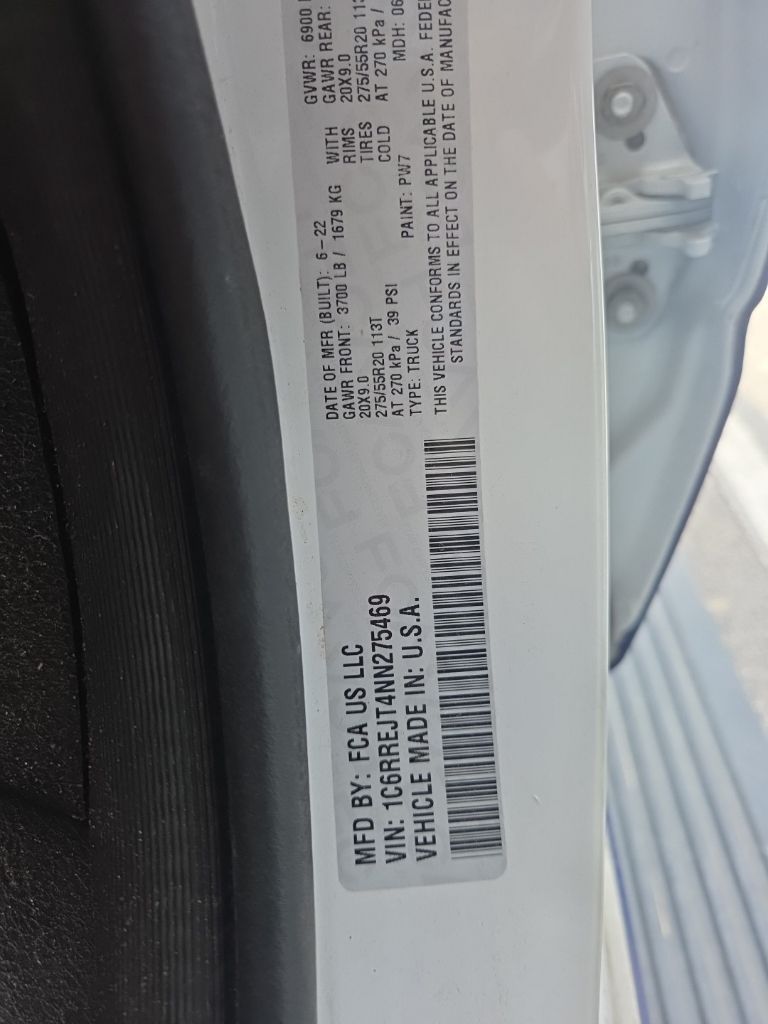 MFD BY: FCA US LLC
VIN: 1C6RREJT4NN275469
VEHICLE MADE IN: U.S.A.
DATE OF MFR (BUILT): 6-22
GVWR: 6900
GAWR FRONT: 3700 LB / 1679 KG WITH
GAWR REAR:
20X9.0 RIMS
20X9.0
275/55R20 113T TIRES
275/55R20
AT 270 kPa / 39 PSI COLD
AT 270 kPa /
TYPE: TRUCK PAINT: PW7
MDH: 06
THIS VEHICLE CONFORMS TO ALL APPLICABLE U.S.A.
STANDARDS IN EFFECT ON THE DATE OF